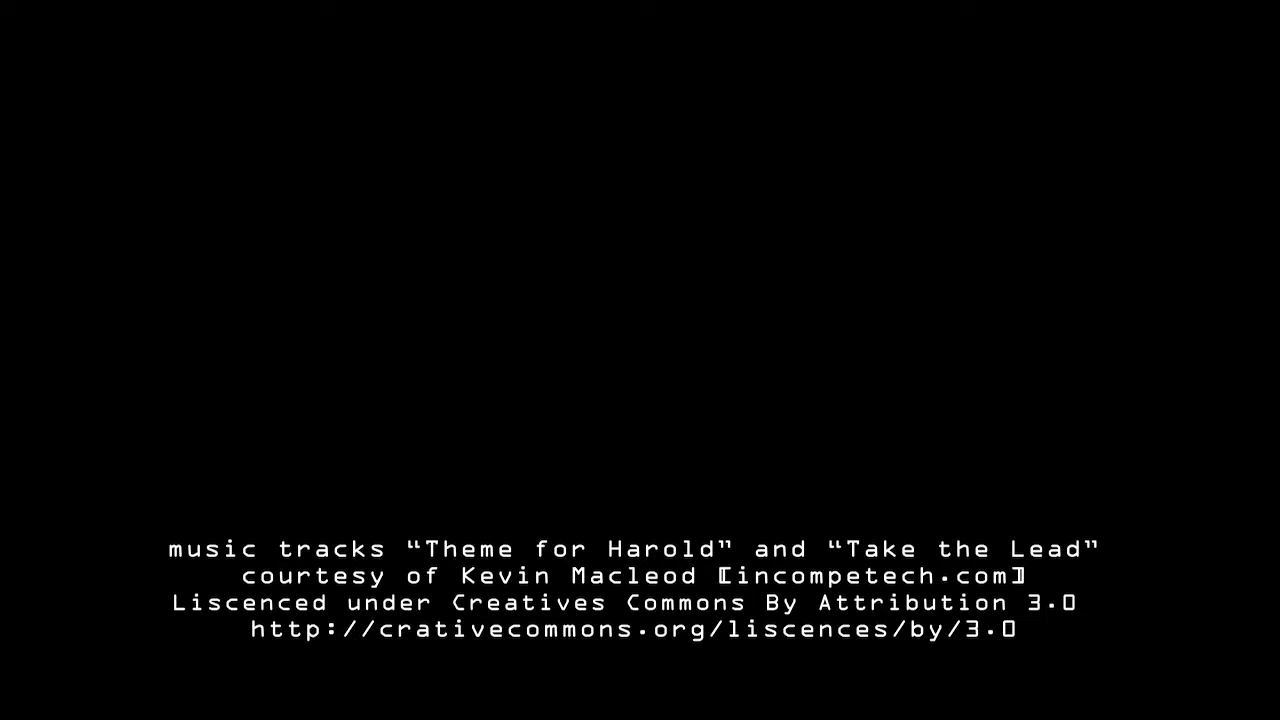 music tracks “Theme for Harold” and “Take the Lead”
courtesy of Kevin Macleod [incompetech.com]
Liscenced under Creatives Commons By Attribution 3.0
http://crativecommons.org/liscences/by/3.0